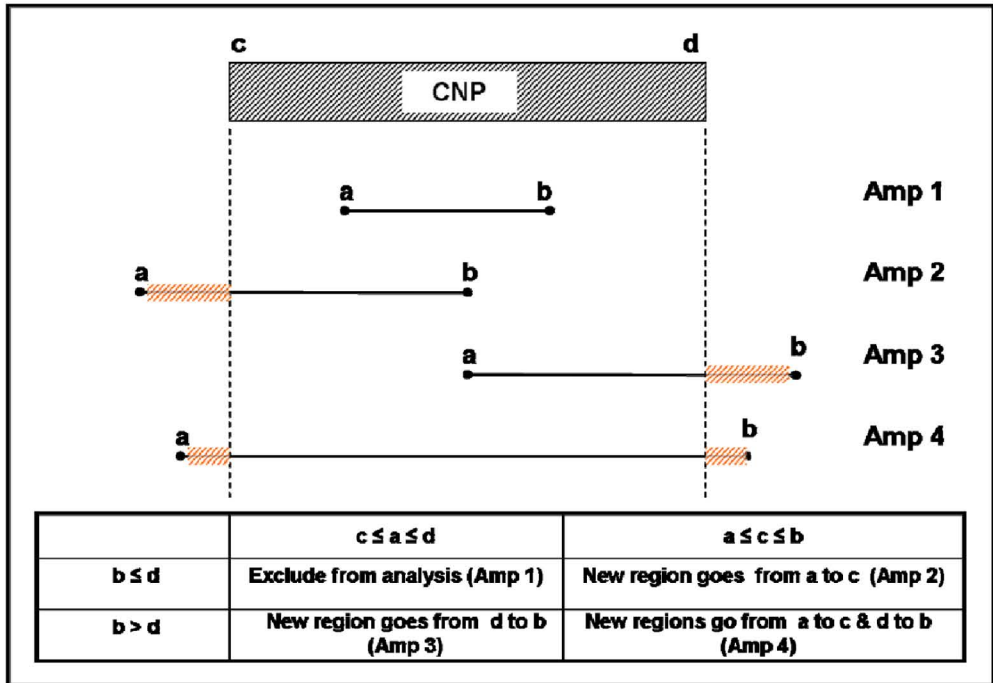 c d
CNP
a b Amp 1
a b Amp 2
a b Amp 3
a b Amp 4
c ≤ a ≤ d a ≤ c ≤ b
b ≤ d Exclude from analysis (Amp 1) New region goes from a to c (Amp 2)
b > d New region goes from d to b New regions go from a to c & d to b
(Amp 3) (Amp 4)